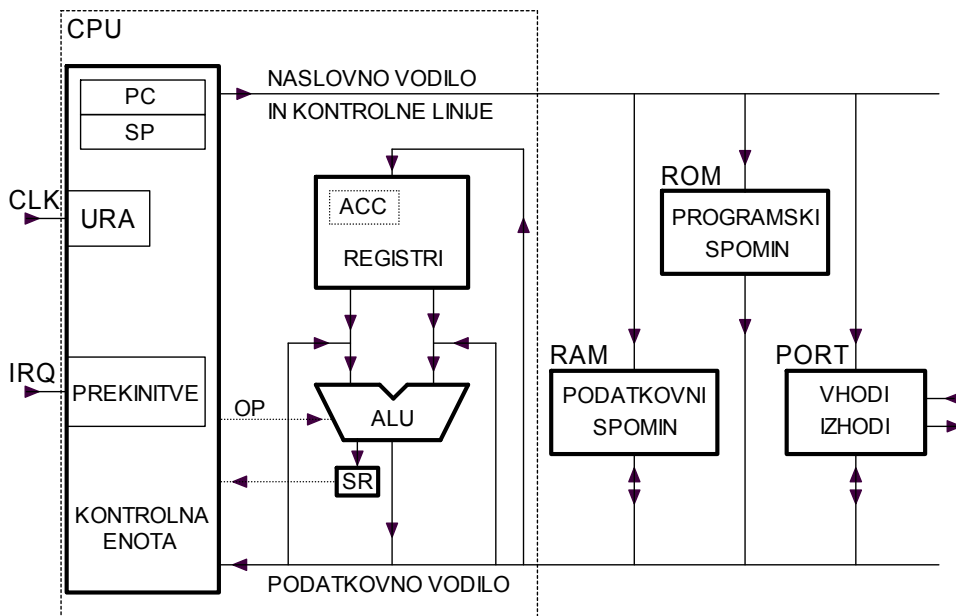 CPU
PC
SP
NASLOVNO VODILO
IN KONTROLNE LINIJE
CLK
URA
ACC
REGISTRI
ROM
PROGRAMSKI
SPOMIN
IRQ
PREKINITVE
OP
ALU
SR
RAM
PODATKOVNI
SPOMIN
PORT
VHODI
IZHODI
KONTROLNA
ENOTA
PODATKOVNO VODILO